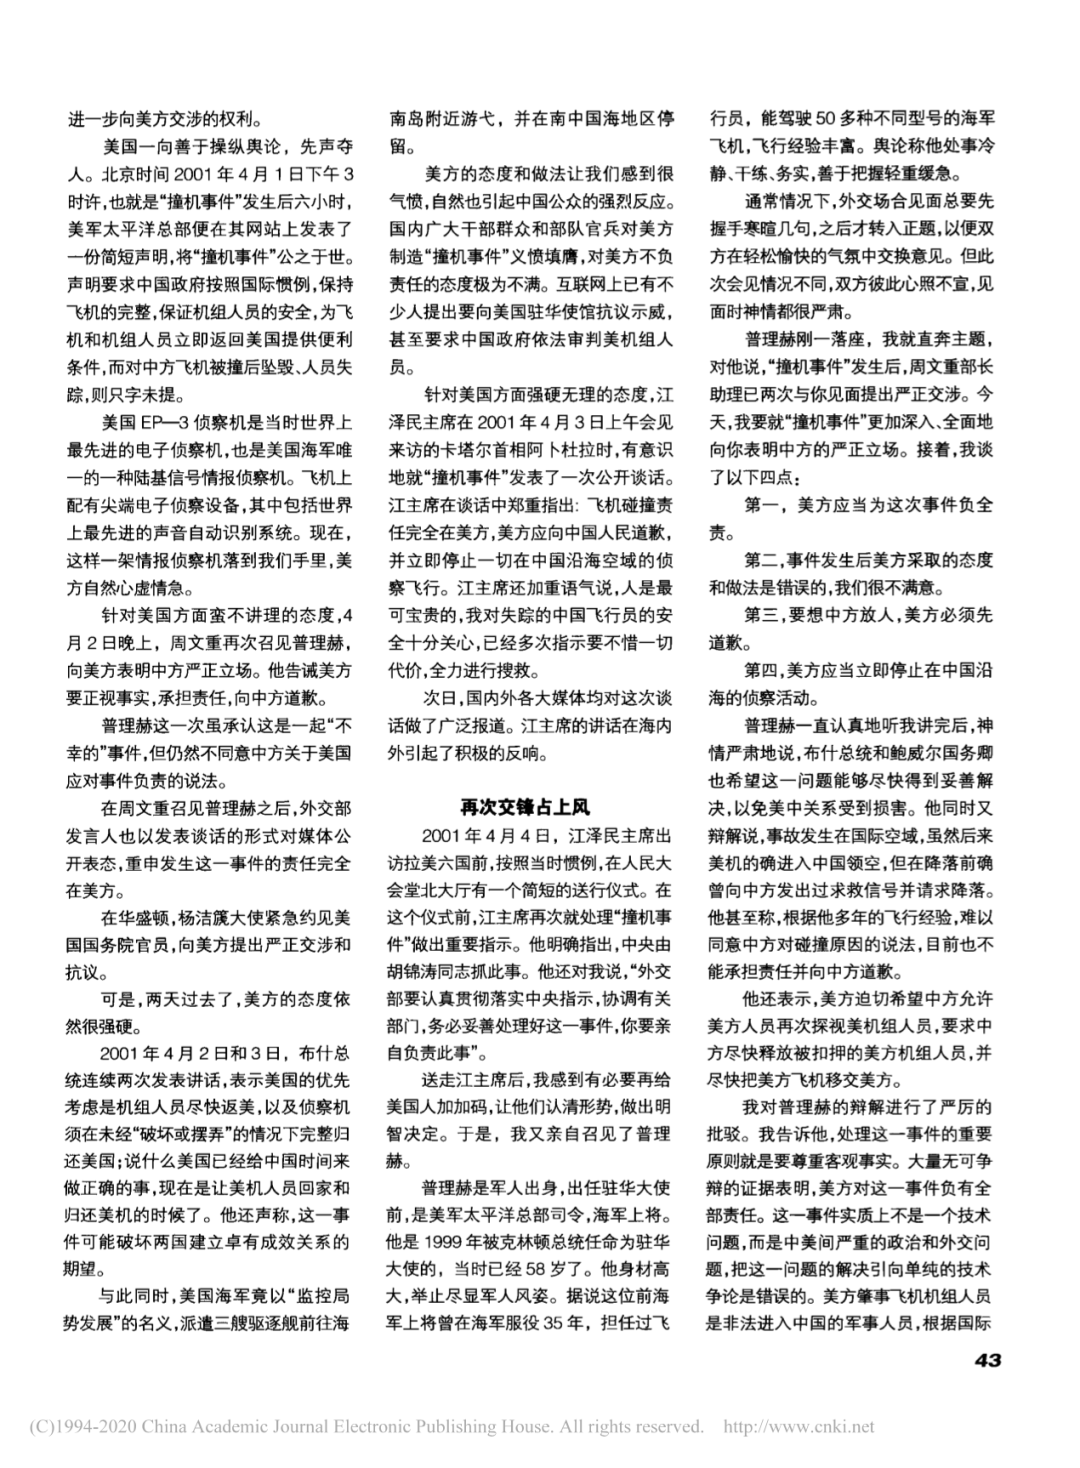 进一步向美方交涉的权利。
美国一向善于操纵舆论，先声夺
人。北京时间2001年4月1日下午3
时许,也就是“撞机事件”发生后六小时,
美军太平洋总部便在其网站上发表了
一份简短声明,将“撞机事件”公之于世。
声明要求中国政府按照国际惯例,保持
飞机的完整,保证机组人员的安全,为飞
机和机组人员立即返回美国提供便利
条件,而对中方飞机被撞后坠毁、人员失
踪,则只字未提。
美国EP—3侦察机是当时世界上
最先进的电子侦察机,也是美国海军唯
一的一种陆基信号情报侦察机。飞机上
配有尖端电子侦察设备,其中包括世界
上最先进的声音自动识别系统。现在,
这样一架情报侦察机落到我们手里,美
方自然心虚情急。
针对美国方面蛮不讲理的态度,4
月2日晚上，周文重再次召见普理赫,
向美方表明中方严正立场。他告诫美方
要正视事实,承担责任,向中方道歉。
普理赫这一次虽承认这是一起“不
幸的”事件,但仍然不同意中方关于美国
应对事件负责的说法。
在周文重召见普理赫之后,外交部
发言人也以发表谈话的形式对媒体公
开表态,重申发生这一事件的责任完全
在美方。
在华盛顿,杨洁篪大使紧急约见美
国国务院官员,向美方提出严正交涉和
抗议。
可是,两天过去了,美方的态度依
然很强硬。
2001年4月2日和3日，布什总
统连续两次发表讲话,表示美国的优先
考虑是机组人员尽快返美,以及侦察机
须在未经“破坏或摆弄”的情况下完整归
还美国;说什么美国已经给中国时间来
做正确的事,现在是让美机人员回家和
归还美机的时候了。他还声称,这一事
件可能破坏两国建立卓有成效关系的
期望。
与此同时,美国海军竟以“监控局
势发展”的名义,派遣三艘驱逐舰前往海
南岛附近游弋，并在南中国海地区停
留。
美方的态度和做法让我们感到很
气愤,自然也引起中国公众的强烈反应。
国内广大干部群众和部队官兵对美方
制造“撞机事件”义愤填膺,对美方不负
责任的态度极为不满。互联网上已有不
少人提出要向美国驻华使馆抗议示威,
甚至要求中国政府依法审判美机组人
员。
针对美国方面强硬无理的态度,江
泽民主席在2001年4月3日上午会见
来访的卡塔尔首相阿卜杜拉时,有意识
地就“撞机事件”发表了一次公开谈话。
江主席在谈话中郑重指出: 飞机碰撞责
任完全在美方,美方应向中国人民道歉,
并立即停止一切在中国沿海空域的侦
察飞行。江主席还加重语气说,人是最
可宝贵的,我对失踪的中国飞行员的安
全十分关心,已经多次指示要不惜一切
代价,全力进行搜救。
次日,国内外各大媒体均对这次谈
话做了广泛报道。江主席的讲话在海内
外引起了积极的反响。
再次交锋占上风
2001年4月4日，江泽民主席出
访拉美六国前,按照当时惯例,在人民大
会堂北大厅有一个简短的送行仪式。在
这个仪式前,江主席再次就处理“撞机事
件”做出重要指示。他明确指出,中央由
胡锦涛同志抓此事。他还对我说,“外交
部要认真贯彻落实中央指示,协调有关
部门,务必妥善处理好这一事件,你要亲
自负责此事”。
送走江主席后,我感到有必要再给
美国人加加码,让他们认清形势,做出明
智决定。于是，我又亲自召见了普理
赫。
普理赫是军人出身,出任驻华大使
前,是美军太平洋总部司令,海军上将。
他是1999年被克林顿总统任命为驻华
大使的，当时已经58岁了。他身材高
大,举止尽显军人风姿。据说这位前海
军上将曾在海军服役35年，担任过飞
行员，能驾驶50多种不同型号的海军
飞机,飞行经验丰富。舆论称他处事冷
静、干练、务实,善于把握轻重缓急。
通常情况下,外交场合见面总要先
握手寒暄几句,之后才转入正题,以便双
方在轻松愉快的气氛中交换意见。但此
次会见情况不同,双方彼此心照不宣,见
面时神情都很严肃。
普理赫刚一落座，我就直奔主题,
对他说,“撞机事件”发生后,周文重部长
助理已两次与你见面提出严正交涉。今
天,我要就“撞机事件”更加深入、全面地
向你表明中方的严正立场。接着,我谈
了以下四点:
第一，美方应当为这次事件负全
责。
第二,事件发生后美方采取的态度
和做法是错误的,我们很不满意。
第三,要想中方放人,美方必须先
道歉。
第四,美方应当立即停止在中国沿
海的侦察活动。
普理赫一直认真地听我讲完后,神
情严肃地说,布什总统和鲍威尔国务卿
也希望这一问题能够尽快得到妥善解
决,以免美中关系受到损害。他同时又
辩解说,事故发生在国际空域,虽然后来
美机的确进入中国领空,但在降落前确
曾向中方发出过求救信号并请求降落。
他甚至称,根据他多年的飞行经验,难以
同意中方对碰撞原因的说法,目前也不
能承担责任并向中方道歉。
他还表示,美方迫切希望中方允许
美方人员再次探视美机组人员,要求中
方尽快释放被扣押的美方机组人员,并
尽快把美方飞机移交美方。
我对普理赫的辩解进行了严厉的
批驳。我告诉他,处理这一事件的重要
原则就是要尊重客观事实。大量无可争
辩的证据表明,美方对这一事件负有全
部责任。这一事件实质上不是一个技术
问题,而是中美间严重的政治和外交问
题,把这一问题的解决引向单纯的技术
争论是错误的。美方肇事飞机机组人员
是非法进入中国的军事人员,根据国际
43
(C)1994-2020 China Academic Journal Electronic Publishing House. All rights reserved. http://www.cnki.net